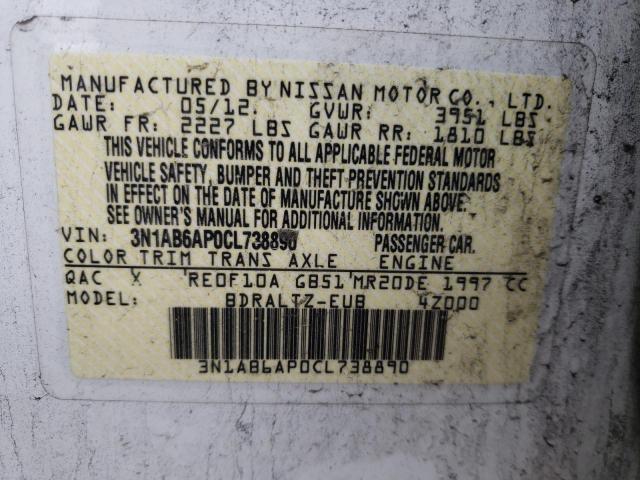 MANUFACTURED BY NISSAN MOTOR CO., LTD.
DATE: 05/12. GVWR: 3951 LBS
GAWR FR: 2227 LBS GAWR RR: 1810 LBS
THIS VEHICLE CONFORMS TO ALL APPLICABLE FEDERAL MOTOR
VEHICLE SAFETY, BUMPER AND THEFT PREVENTION STANDARDS
IN EFFECT ON THE DATE OF MANUFACTURE SHOWN ABOVE.
SEE OWNER'S MANUAL FOR ADDITIONAL INFORMATION.
VIN: 3N1AB6AP0CL738890 PASSENGER CAR.
COLOR TRIM TRANS AXLE ENGINE
QAC X RE0F10A GB51 MR20DE 1997 CC
MODEL: BDRALTZ-EUB 4Z000
3N1AB6AP0CL738890